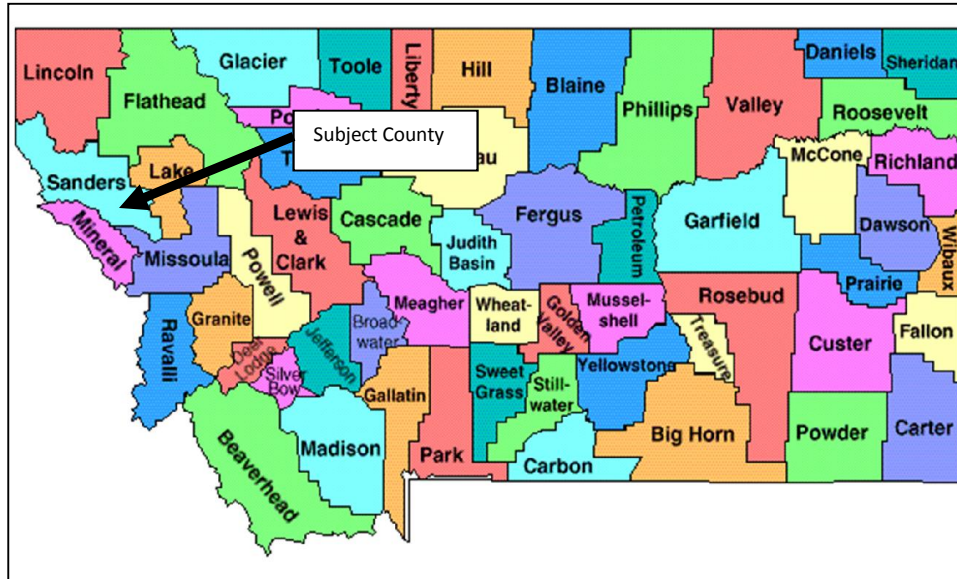 Lincoln
Flathead
Glacier
Toole
Liberty
Hill
Blaine
Phillips
Valley
Daniels
Sheridan
Roosevelt
Po
Subject County
T
au
McCone
Richland
Sanders
Lake
Mineral
Missoula
Powell
Lewis
&
Clark
Cascade
Judith
Basin
Fergus
Petroleum
Garfield
Dawson
Wibaux
Prairie
Ravalli
Granite
Deer
Lodge
Silver
Bow
Jefferson
Broad-
water
Meagher
Wheat-
land
Golden
Valley
Mussel-
shell
Rosebud
Treasure
Custer
Fallon
Beaverhead
Madison
Gallatin
Park
Sweet
Grass
Still-
water
Yellowstone
Carbon
Big Horn
Powder
Carter